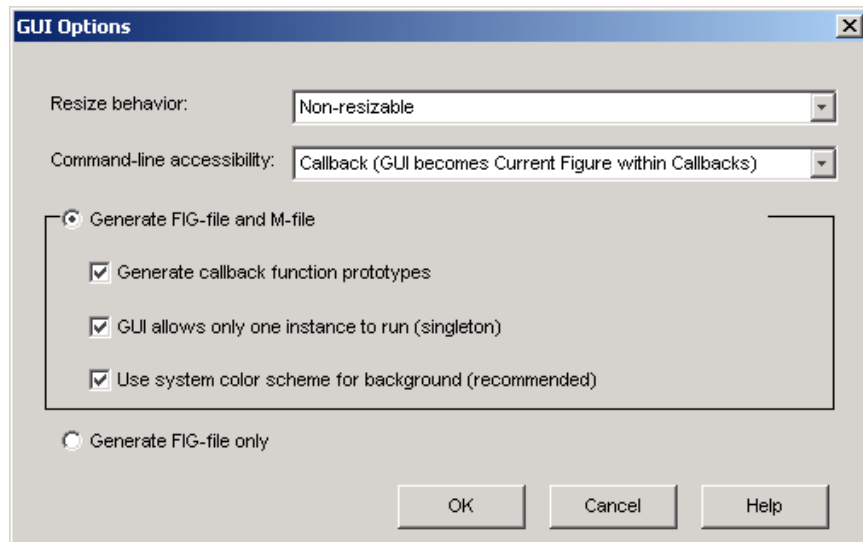 GUI Options
Resize behavior: Non-resizable
Command-line accessibility: Callback (GUI becomes Current Figure within Callbacks)
Generate FIG-file and M-file
Generate callback function prototypes
GUI allows only one instance to run (singleton)
Use system color scheme for background (recommended)
Generate FIG-file only
OK Cancel Help